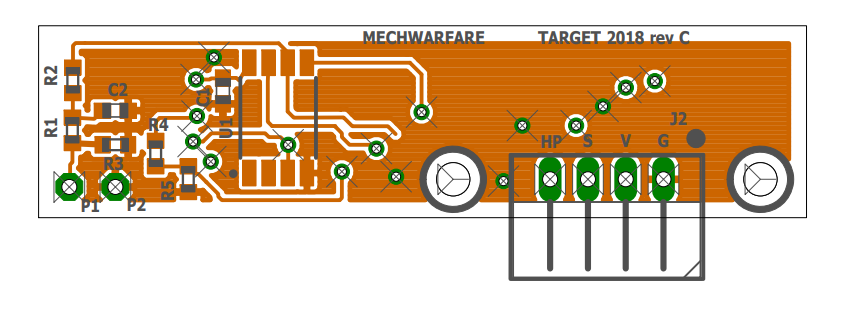 MECHWARFARE TARGET 2018 rev C
R2
C2
C1
R1
R4
U1
J2
HP S V G
R3
R5
P1 P2